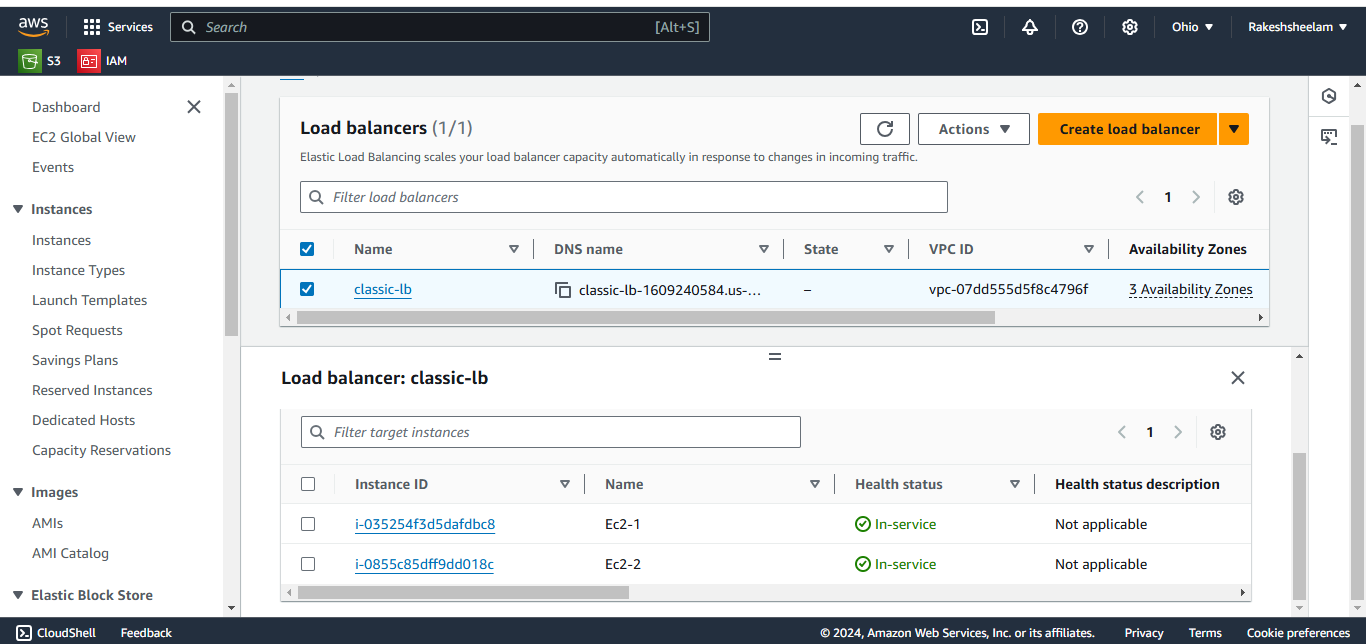 aws
Services
Search
[Alt+S]
Ohio
Rakeshsheelam
S3
IAM
Dashboard
EC2 Global View
Events
Instances
Instances
Instance Types
Launch Templates
Spot Requests
Savings Plans
Reserved Instances
Dedicated Hosts
Capacity Reservations
Images
AMIs
AMI Catalog
Elastic Block Store
Load balancers (1/1)
Actions
Create load balancer
Elastic Load Balancing scales your load balancer capacity automatically in response to changes in incoming traffic.
Filter load balancers
1
Name DNS name State VPC ID Availability Zones
classic-lb classic-lb-1609240584.us-... – vpc-07dd555d5f8c4796f 3 Availability Zones
Load balancer: classic-lb
Filter target instances
1
Instance ID Name Health status Health status description
i-035254f3d5dafdbc8 Ec2-1 In-service Not applicable
i-0855c85dff9dd018c Ec2-2 In-service Not applicable
CloudShell Feedback © 2024, Amazon Web Services, Inc. or its affiliates. Privacy Terms Cookie preferences